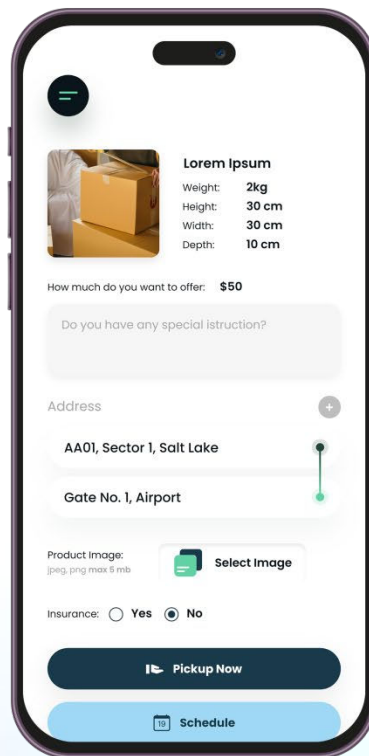 Lorem Ipsum
Weight: 2kg
Height: 30 cm
Width: 30 cm
Depth: 10 cm
How much do you want to offer: $50
Do you have any special istruction?
Address
+
AA01, Sector 1, Salt Lake
Gate No. 1, Airport
Product Image:
jpeg, png max 5 mb
Select Image
Insurance: Yes No
Pickup Now
19 Schedule